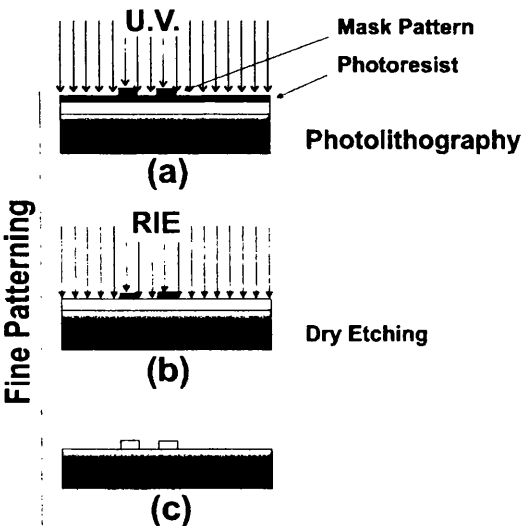 U.V.
Mask Pattern
Photoresist
Photolithography
(a)
Fine Patterning
RIE
Dry Etching
(b)
(c)